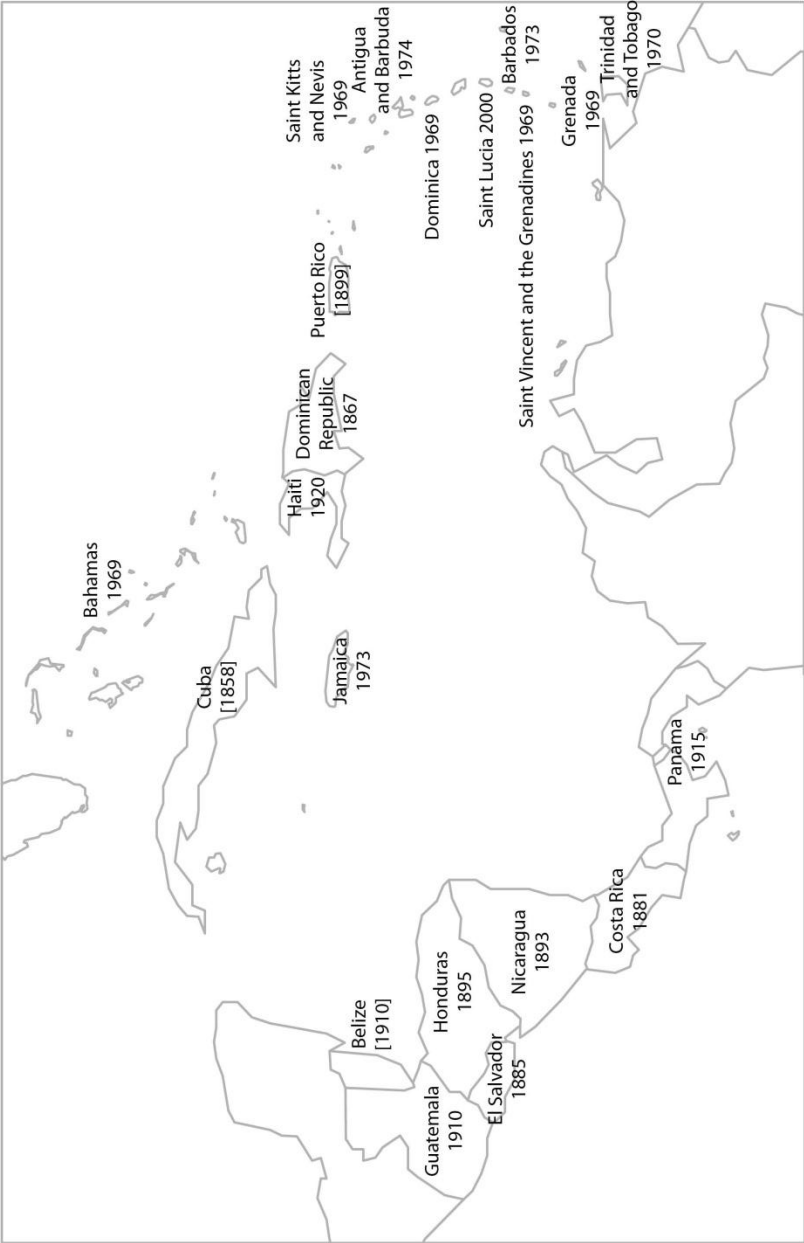 Bahamas
1969
Cuba
[1858]
Jamaica
1973
Haiti
1920
Dominican
Republic
1867
Puerto Rico
[1899]
Saint Kitts
and Nevis
1969
Antigua
and Barbuda
1974
Dominica 1969
Saint Lucia 2000
Barbados
1973
Saint Vincent and the Grenadines 1969
Grenada
1969
Trinidad
and Tobago
1970
Belize
[1910]
Guatemala
1910
Honduras
1895
El Salvador
1885
Nicaragua
1893
Costa Rica
1881
Panama
1915